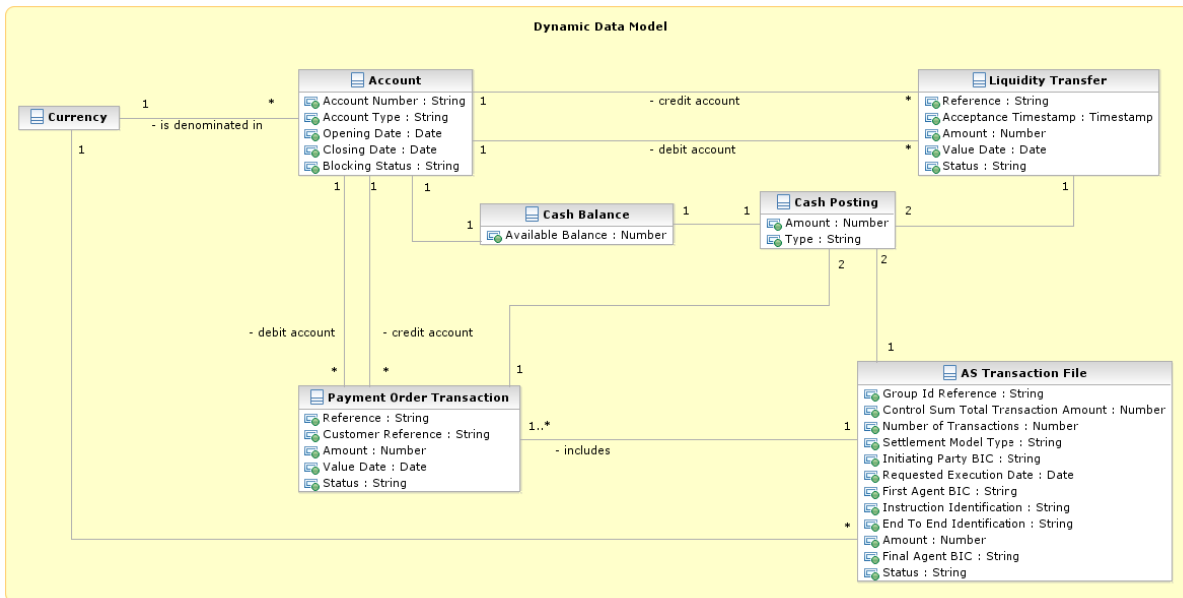 Dynamic Data Model
Account
Account Number : String
Account Type : String
Opening Date : Date
Closing Date : Date
Blocking Status : String
Liquidity Transfer
Reference : String
Acceptance Timestamp : Timestamp
Amount : Number
Value Date : Date
Status : String
Currency
1
*
- is denominated in
1
1
- credit account
*
1
- debit account
*
1
1
1
1
Cash Balance
Available Balance : Number
1
1
1
Cash Posting
Amount : Number
Type : String
2
1
2
2
- debit account
- credit account
*
*
1
1
Payment Order Transaction
Reference : String
Customer Reference : String
Amount : Number
Value Date : Date
Status : String
1..*
- includes
1
*
AS Transaction File
Group Id Reference : String
Control Sum Total Transaction Amount : Number
Number of Transactions : Number
Settlement Model Type : String
Initiating Party BIC : String
Requested Execution Date : Date
First Agent BIC : String
Instruction Identification : String
End To End Identification : String
Amount : Number
Final Agent BIC : String
Status : String